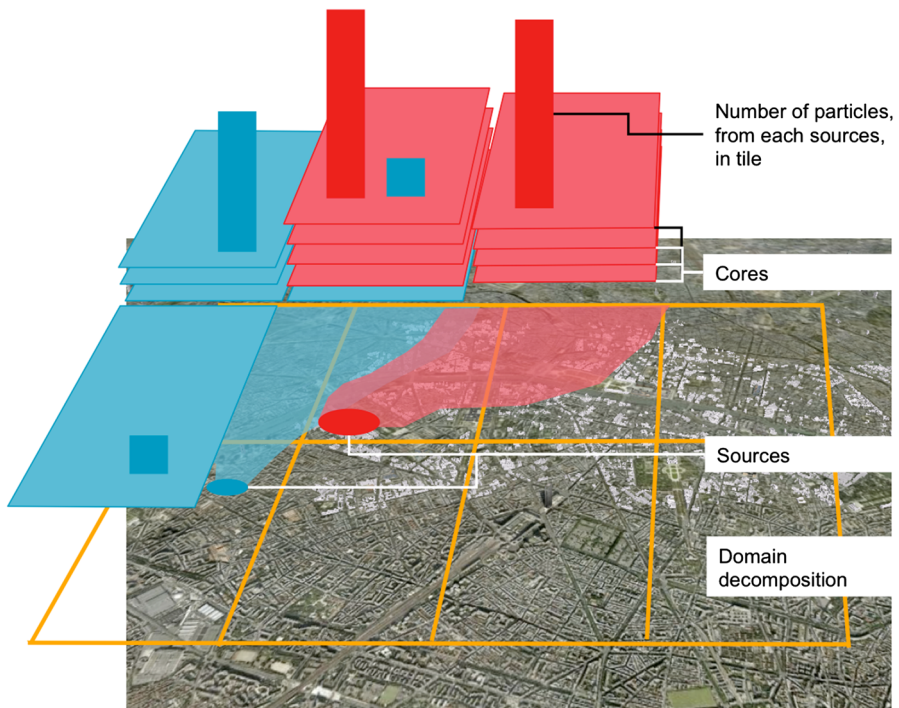 Number of particles,
from each sources,
in tile
Cores
Sources
Domain
decomposition